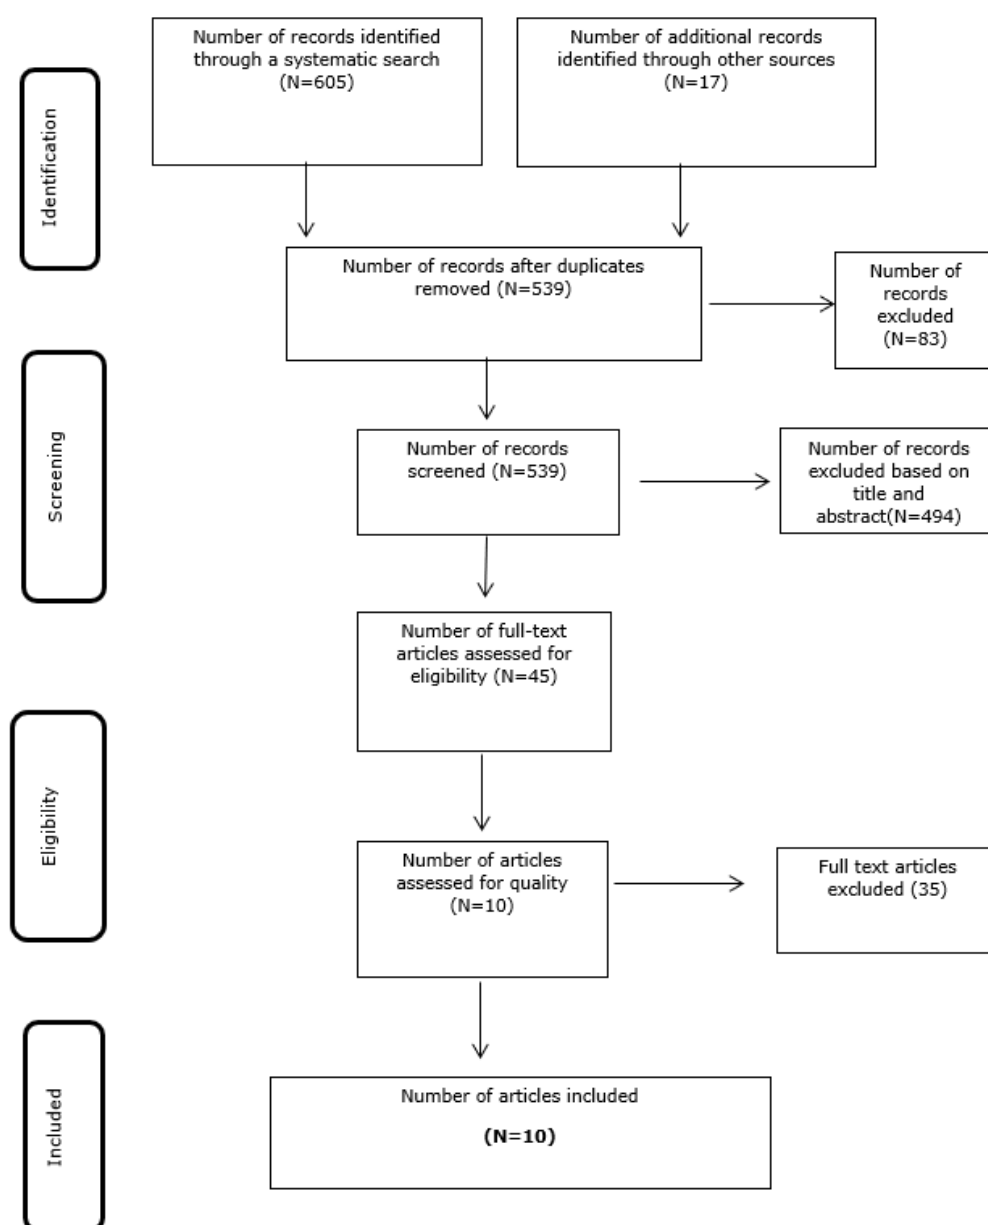 Number of records identified
through a systematic search
(N=605)
Number of additional records
identified through other sources
(N=17)
Identification
Number of records after duplicates
removed (N=539)
Number of
records
excluded
(N=83)
Screening
Number of records
screened (N=539)
Number of records
excluded based on
title and
abstract(N=494)
Number of full-text
articles assessed for
eligibility (N=45)
Eligibility
Number of articles
assessed for quality
(N=10)
Full text articles
excluded (35)
Included
Number of articles included
(N=10)